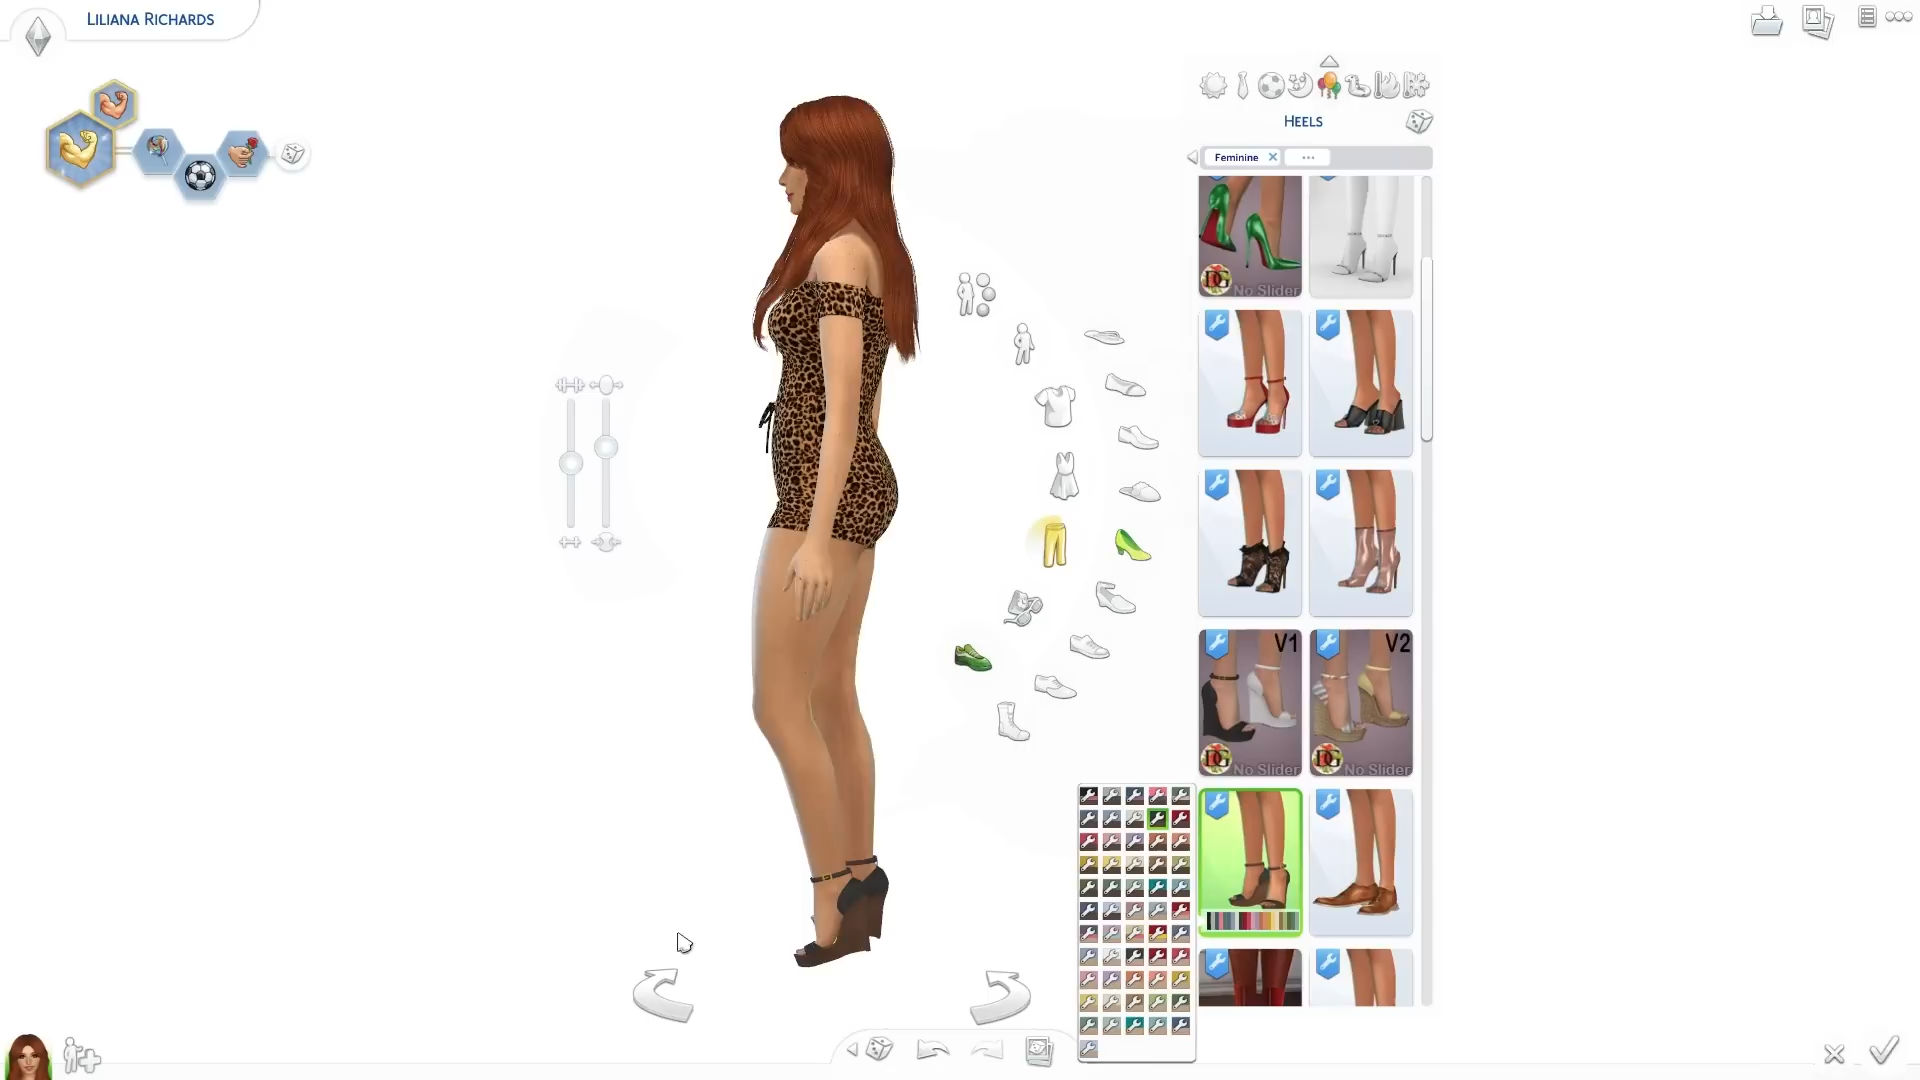 LILIANA RICHARDS
HEELS
Feminine
No Slider
V1
V2
No Slider
No Slider